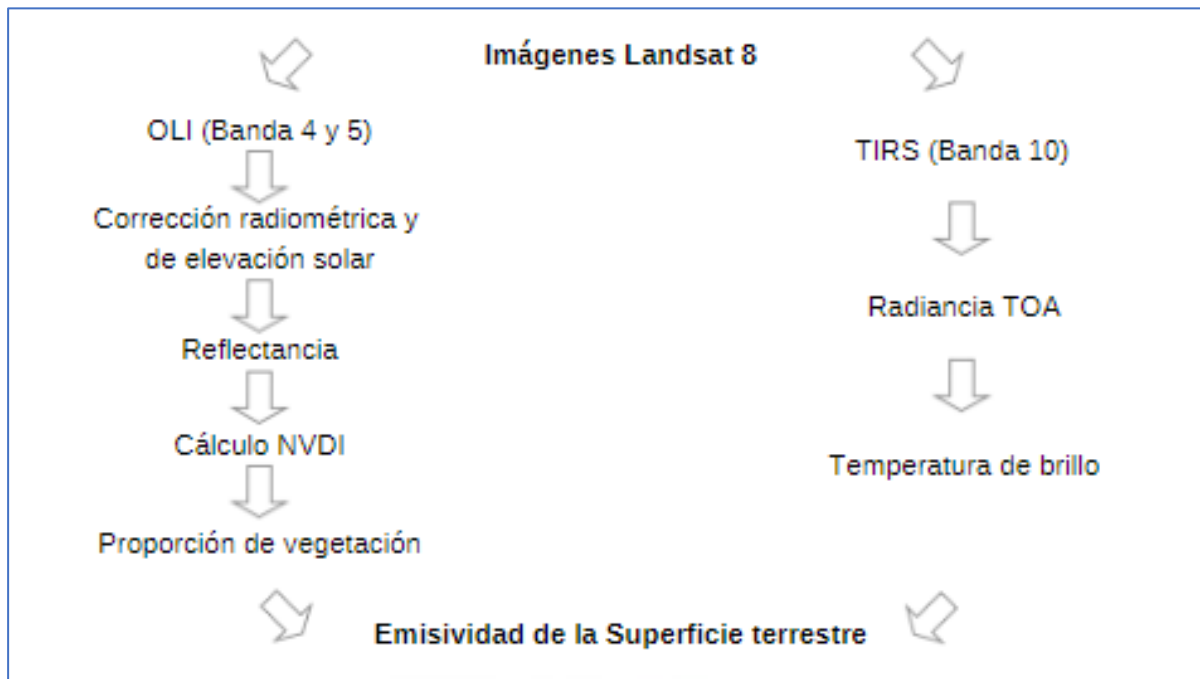 Imágenes Landsat 8
OLI (Banda 4 y 5)
Corrección radiométrica y
de elevación solar
Reflectancia
Cálculo NVDI
Proporción de vegetación
TIRS (Banda 10)
Radiancia TOA
Temperatura de brillo
Emisividad de la Superficie terrestre